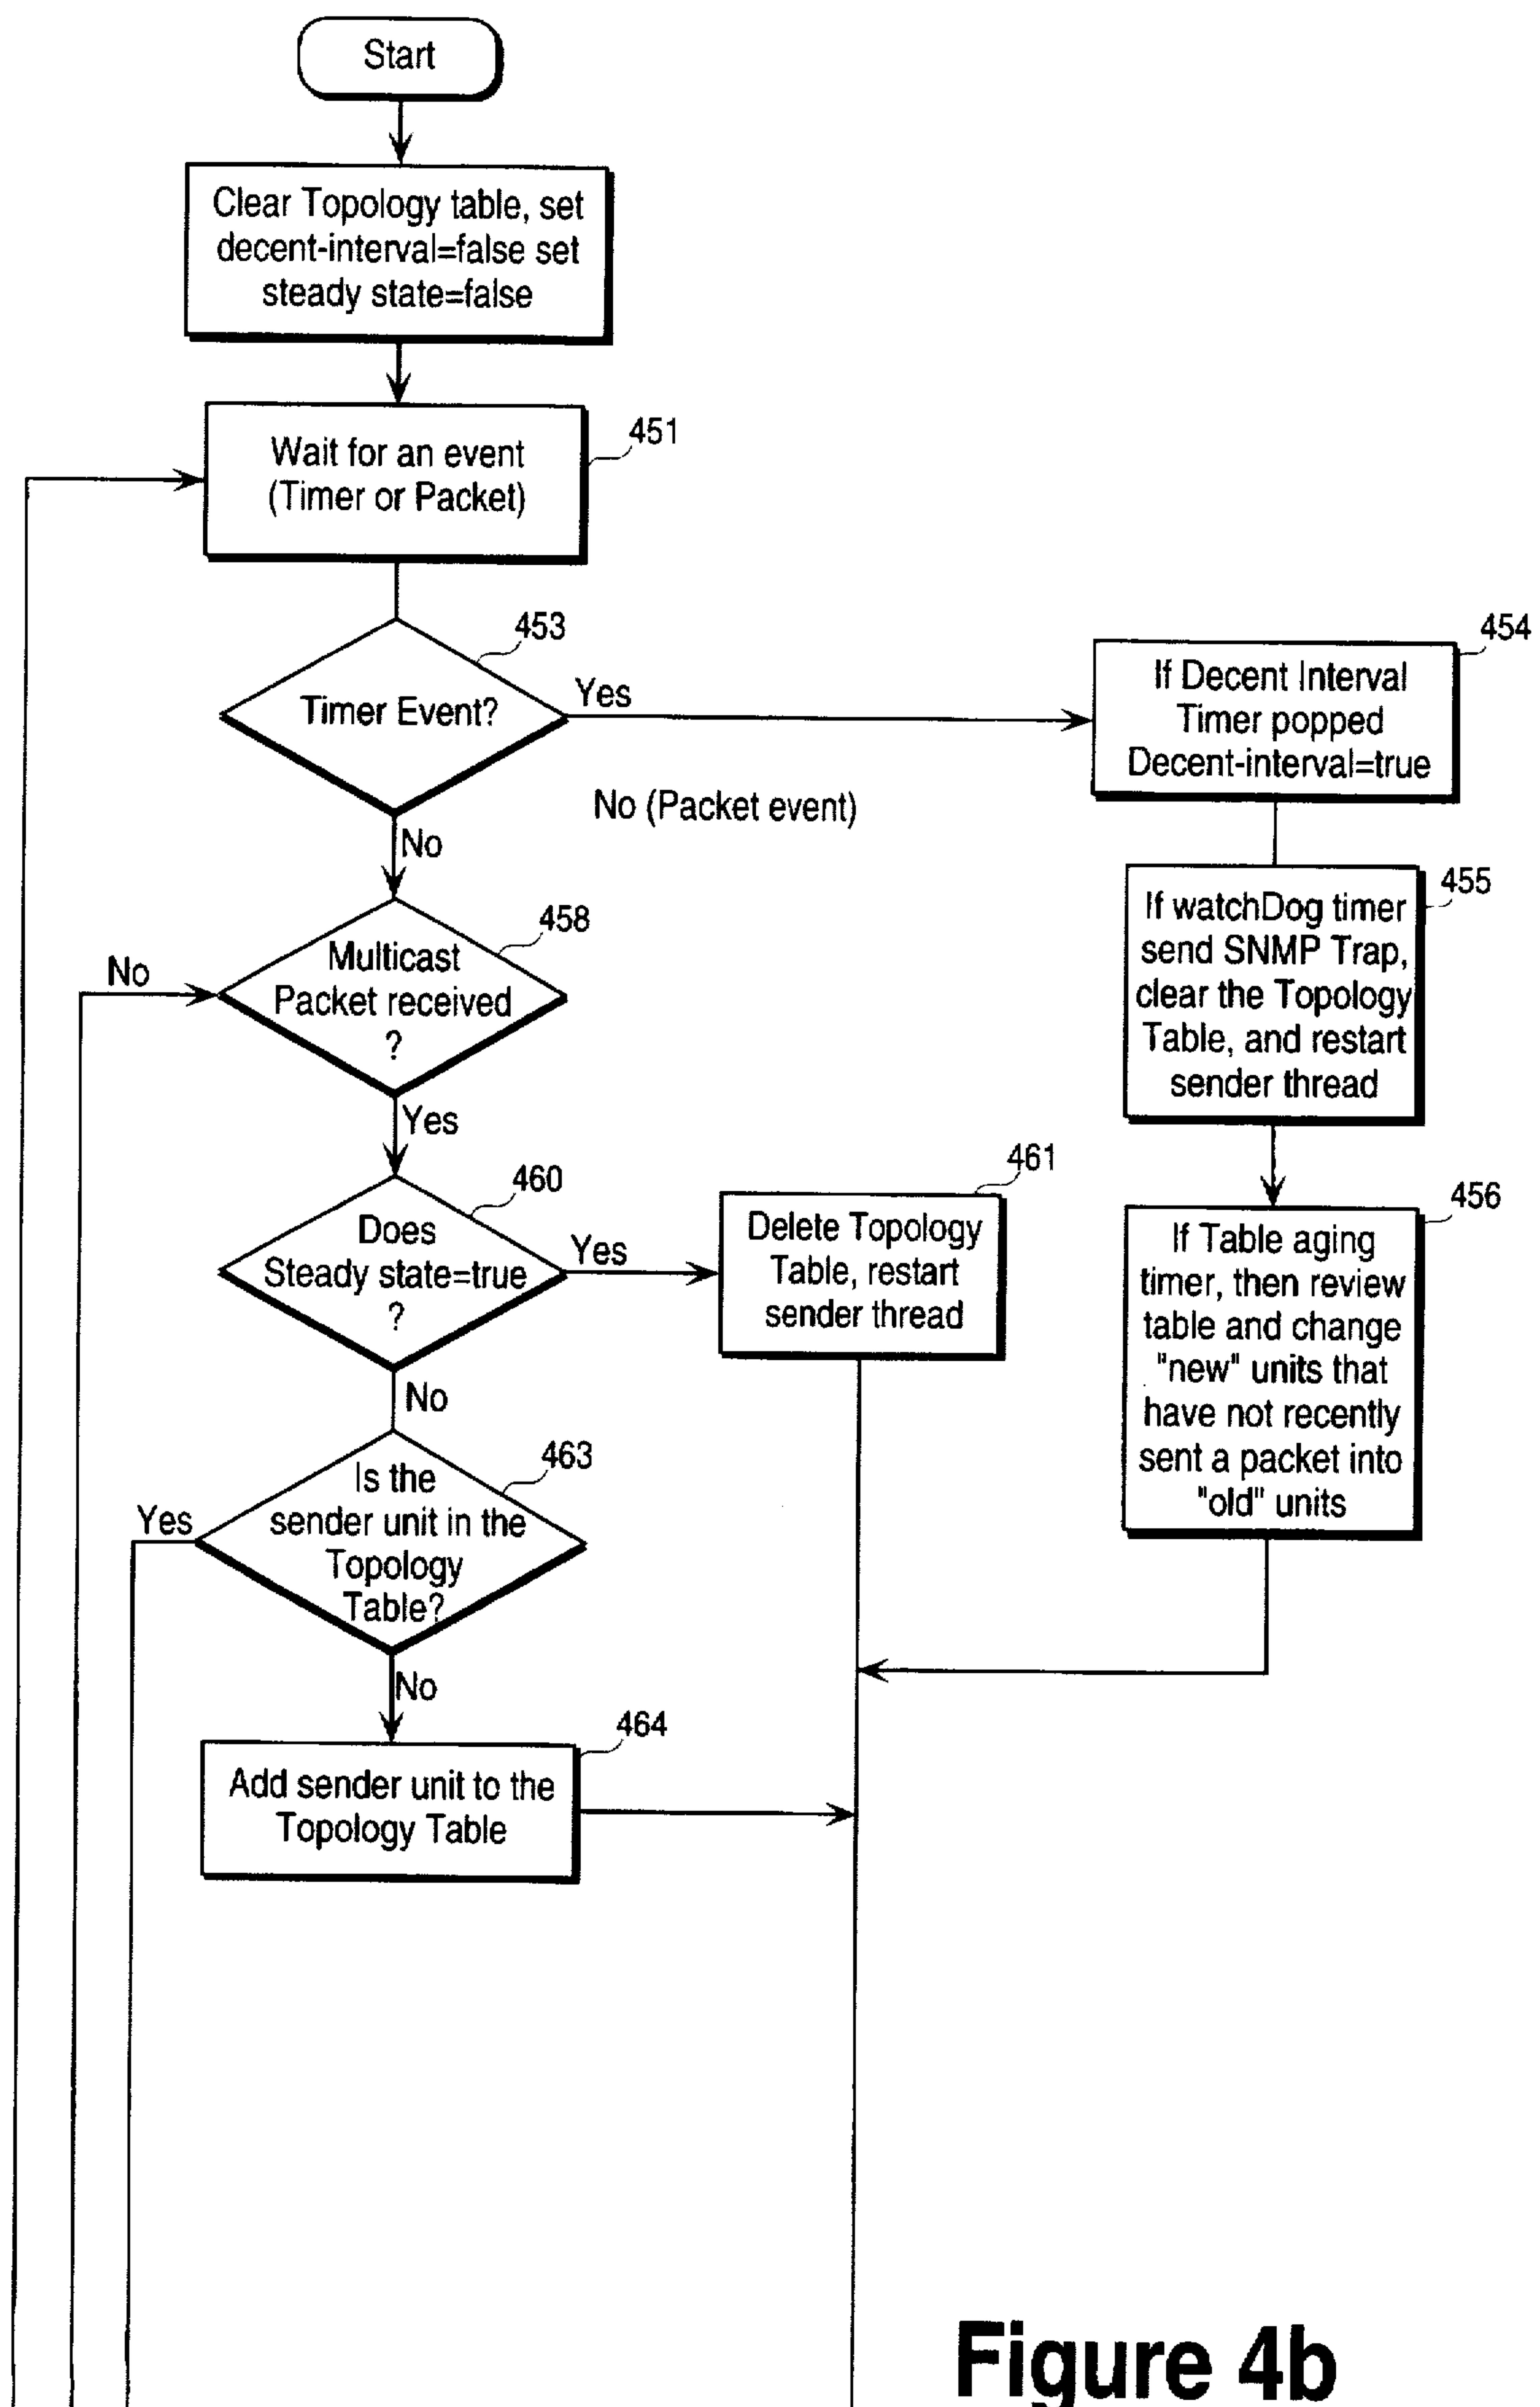 Start
Clear Topology table, set
decent-interval=false set
steady state=false
Wait for an event
(Timer or Packet)
451
Timer Event?
453
Yes
No (Packet event)
No
If Decent Interval
Timer popped
Decent-interval=true
454
If watchDog timer
send SNMP Trap,
clear the Topology
Table, and restart
sender thread
455
If Table aging
timer, then review
table and change
"new" units that
have not recently
sent a packet into
"old" units
456
Multicast
Packet received
?
458
No
Yes
Does
Steady state=true
?
460
Yes
No
Delete Topology
Table, restart
sender thread
461
Is the
sender unit in the
Topology
Table?
463
Yes
No
Add sender unit to the
Topology Table
464
Figure 4b